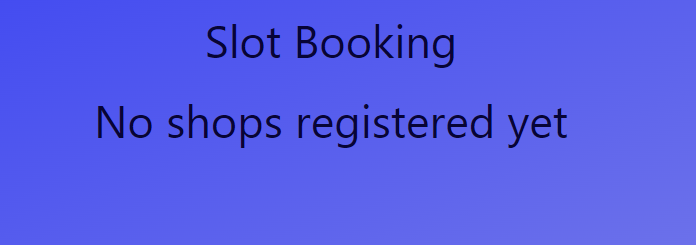 Slot Booking
No shops registered yet